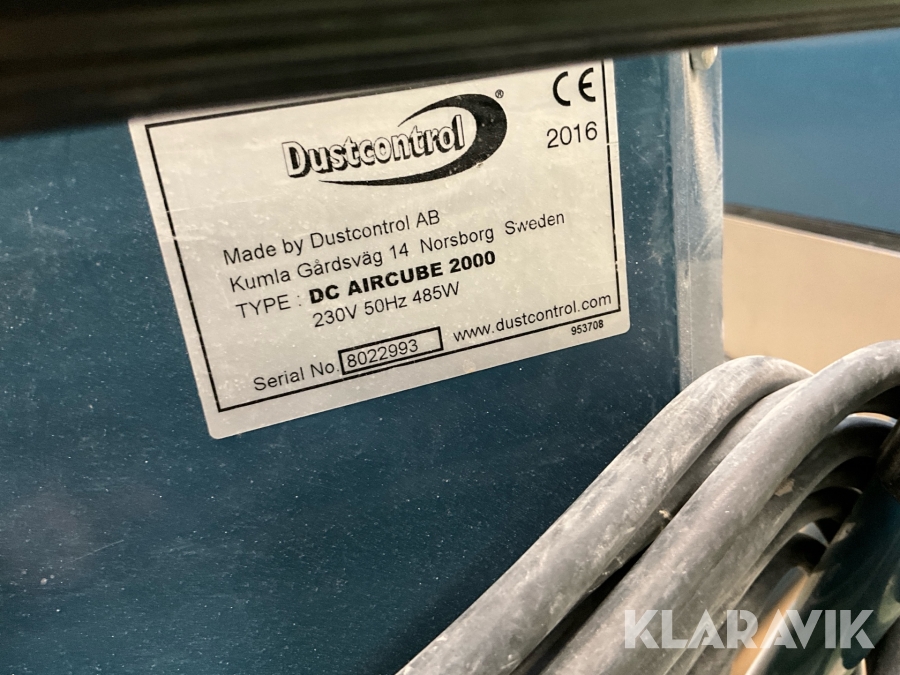 Dustcontrol®
CE
2016
Made by Dustcontrol AB
Kumla Gårdsväg 14 Norsborg Sweden
TYPE : DC AIRCUBE 2000
230V 50Hz 485W
Serial No. 8022993 www.dustcontrol.com
953708
KLARAVIK